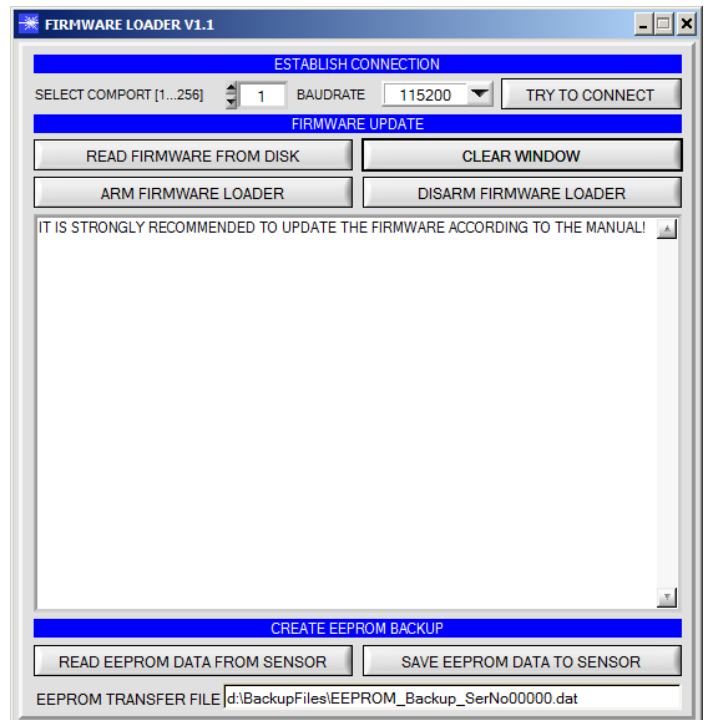 FIRMWARE LOADER V1.1
ESTABLISH CONNECTION
SELECT COMPORT [1...256] 1 BAUDRATE 115200 TRY TO CONNECT
FIRMWARE UPDATE
READ FIRMWARE FROM DISK CLEAR WINDOW
ARM FIRMWARE LOADER DISARM FIRMWARE LOADER
IT IS STRONGLY RECOMMENDED TO UPDATE THE FIRMWARE ACCORDING TO THE MANUAL!
CREATE EEPROM BACKUP
READ EEPROM DATA FROM SENSOR SAVE EEPROM DATA TO SENSOR
EEPROM TRANSFER FILE d:\BackupFiles\EEPROM_Backup_SerNo00000.dat